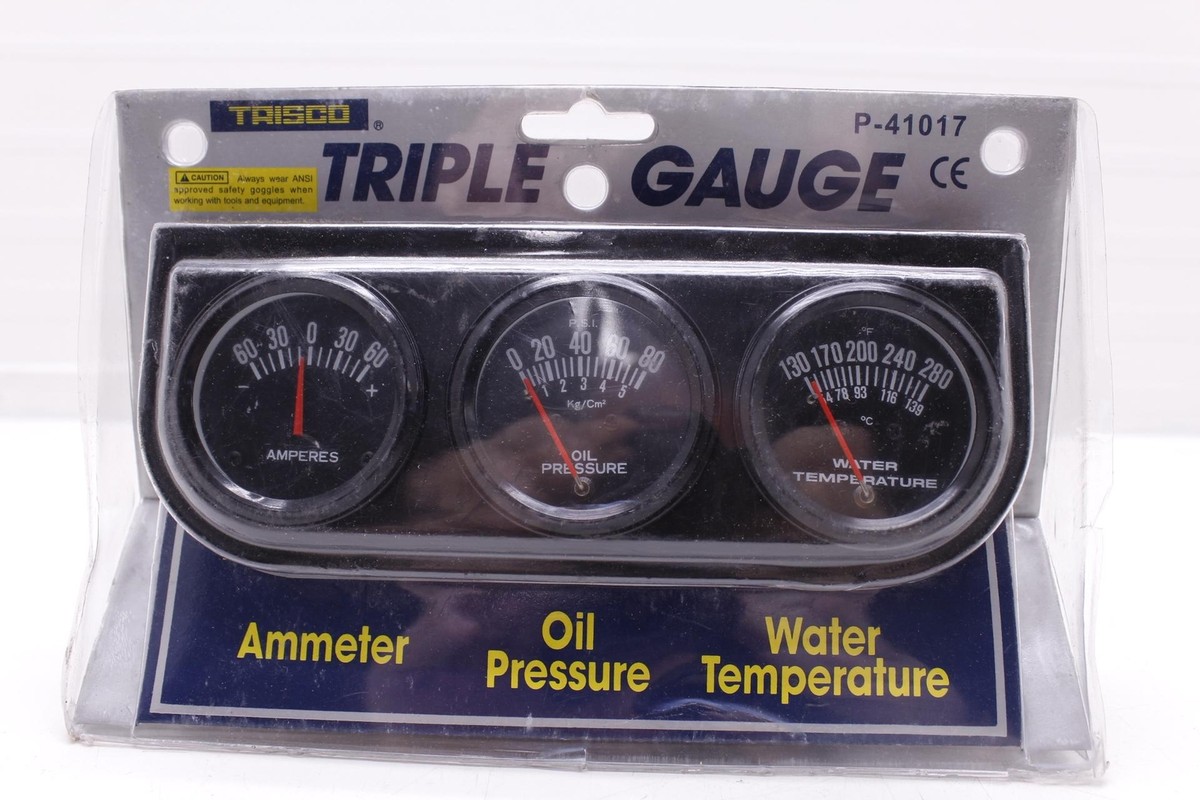 TRISCO ®
P-41017
CAUTION Always wear ANSI
approved safety goggles when
working with tools and equipment.
TRIPLE GAUGE CE
60 30 0 30 60
- +
AMPERES
P.S.I.
0 20 40 60 80
1 2 3 4 5
Kg/Cm²
OIL
PRESSURE
°F
130 170 200 240 280
78 93 116 139
°C
WATER
TEMPERATURE
Ammeter
Oil
Pressure
Water
Temperature